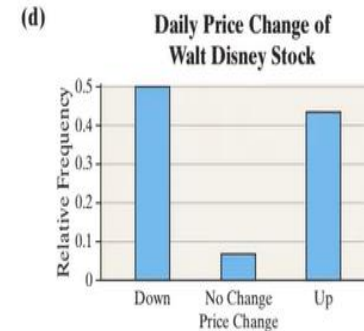 (d)
Daily Price Change of
Walt Disney Stock
Relative Frequency
0.5
0.4
0.3
0.2
0.1
0
Down
No Change
Up
Price Change